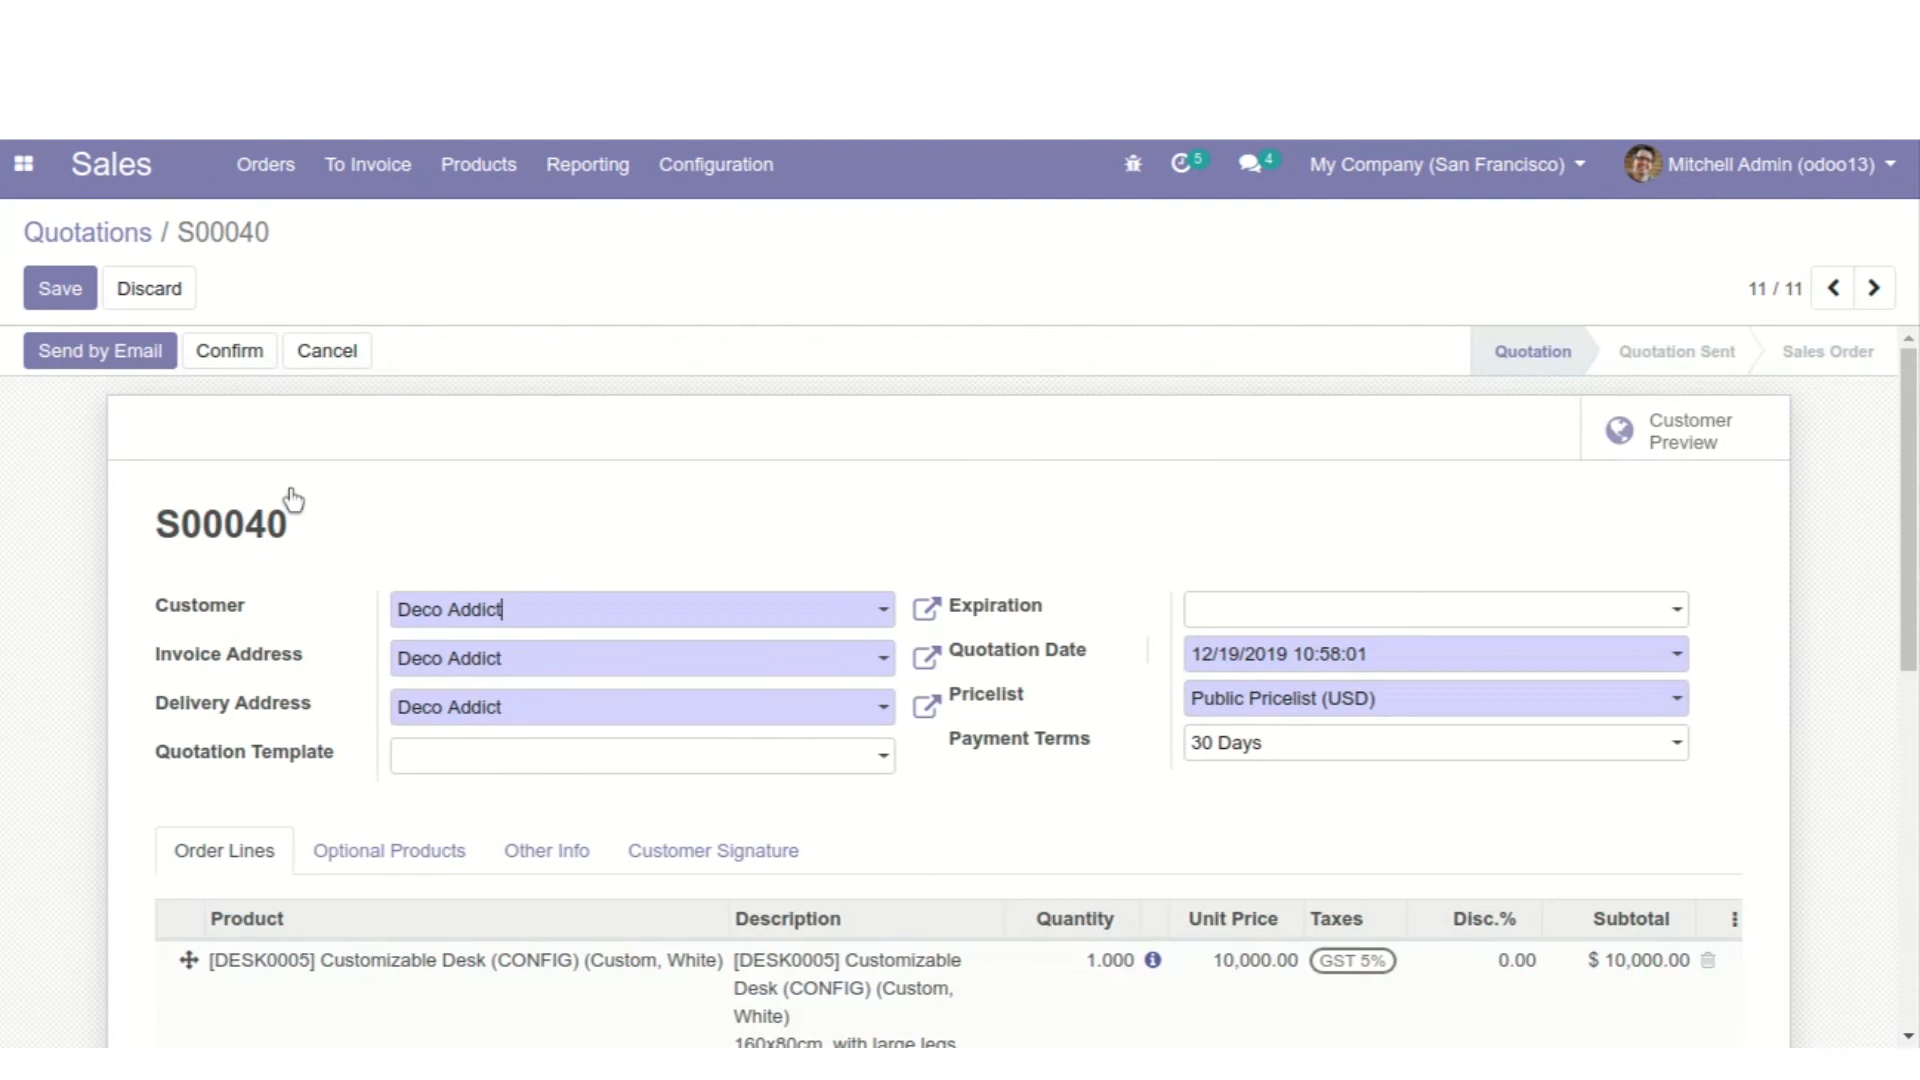 Sales
Orders To Invoice Products Reporting Configuration
5 4 My Company (San Francisco) Mitchell Admin (odoo13)
Quotations / S00040
Save Discard
11 / 11
Send by Email Confirm Cancel
Quotation Quotation Sent Sales Order
Customer
Preview
S00040
Customer Deco Addict
Invoice Address Deco Addict
Delivery Address Deco Addict
Quotation Template
Expiration
Quotation Date 12/19/2019 10:58:01
Pricelist Public Pricelist (USD)
Payment Terms 30 Days
Order Lines Optional Products Other Info Customer Signature
Product Description Quantity Unit Price Taxes Disc.% Subtotal
[DESK0005] Customizable Desk (CONFIG) (Custom, White) [DESK0005] Customizable 1.000 10,000.00 GST 5% 0.00 $ 10,000.00
Desk (CONFIG) (Custom,
White)
160x80cm, with large legs